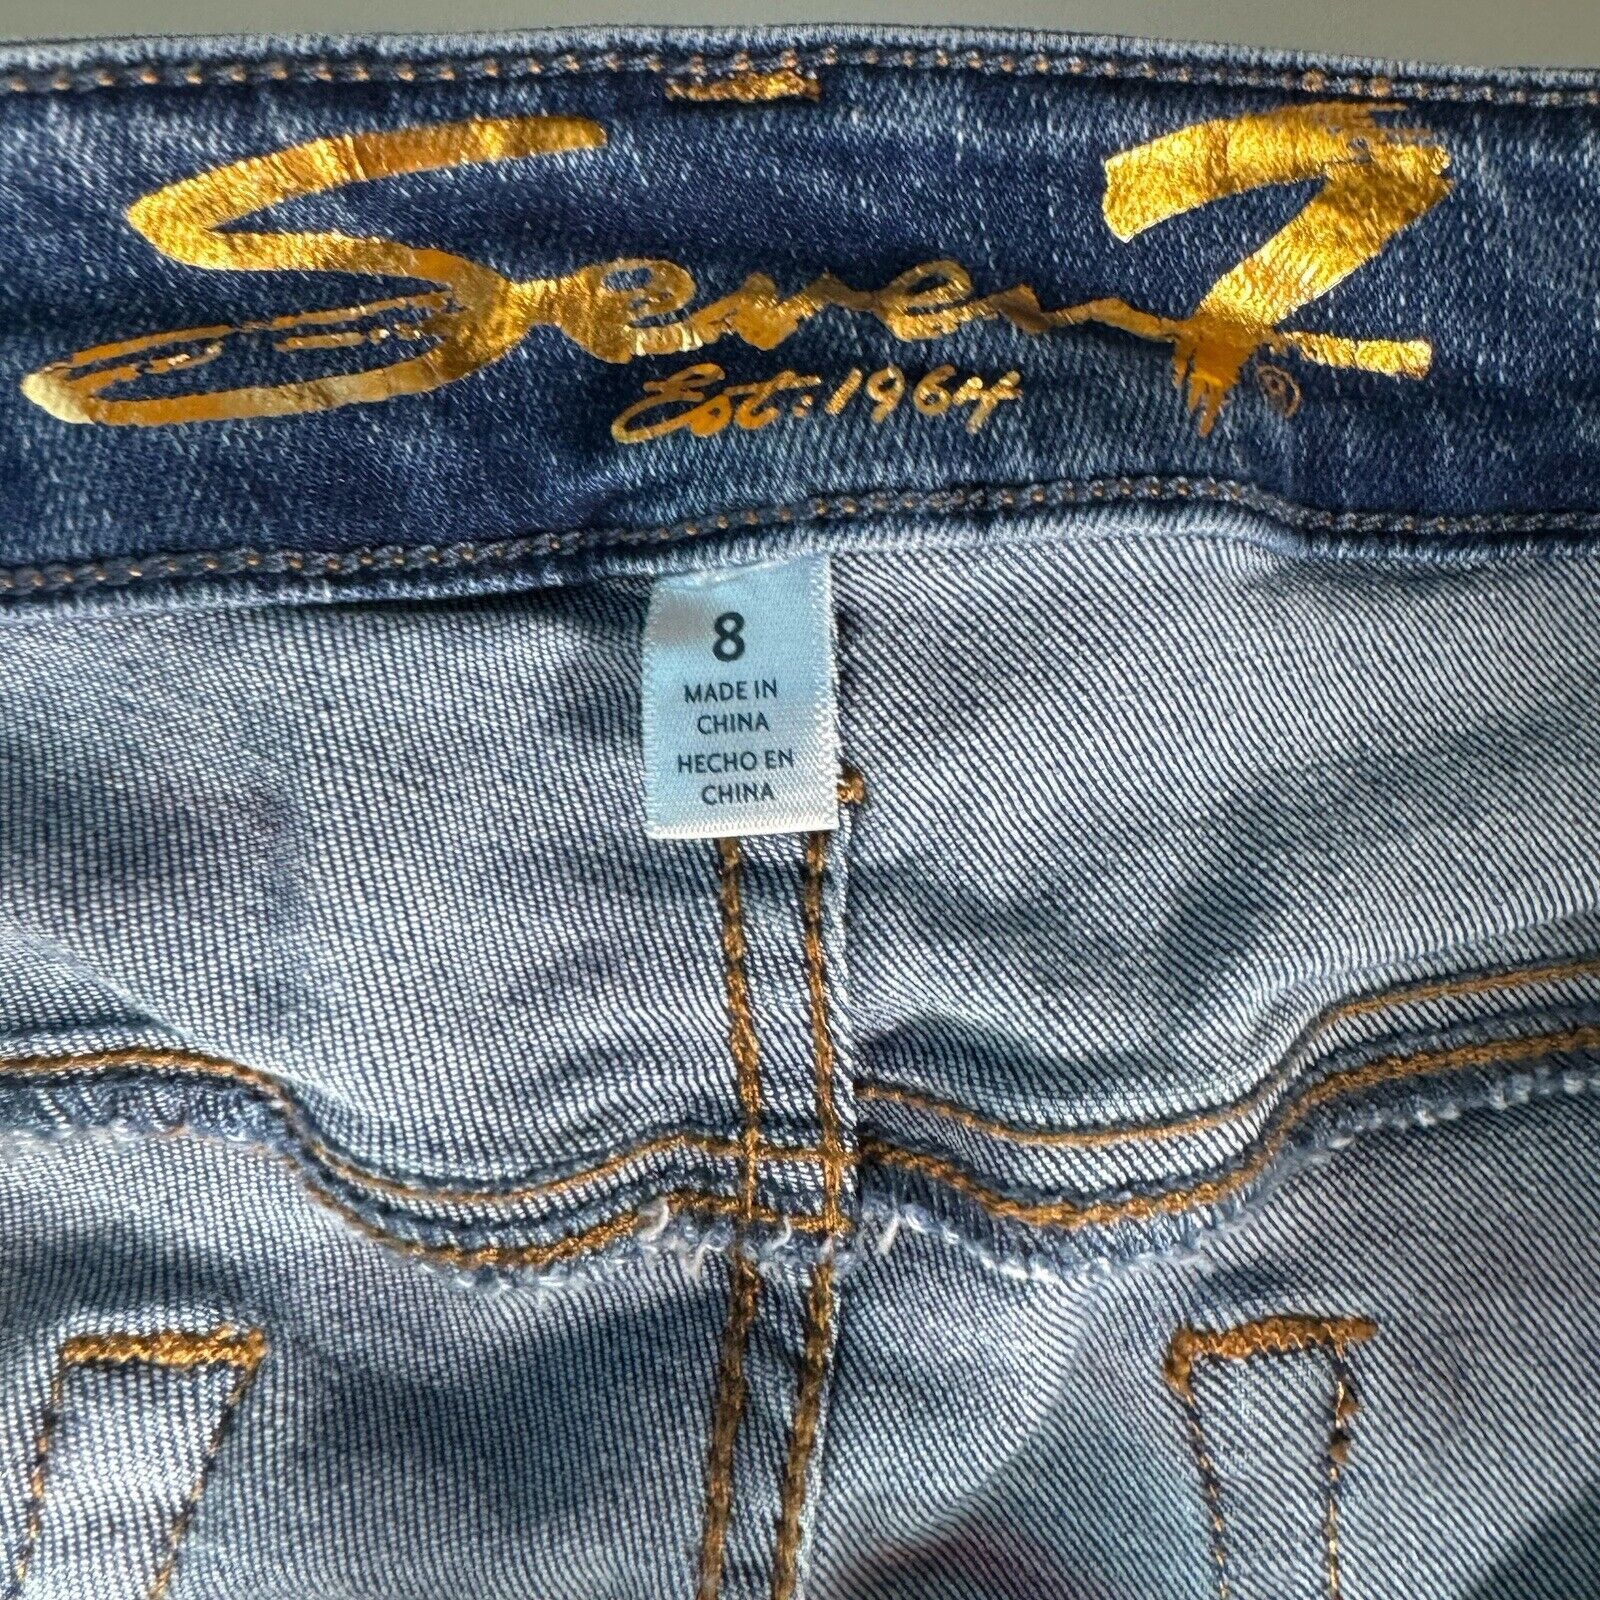 Seven7®
Est: 1964
8
MADE IN
CHINA
HECHO EN
CHINA